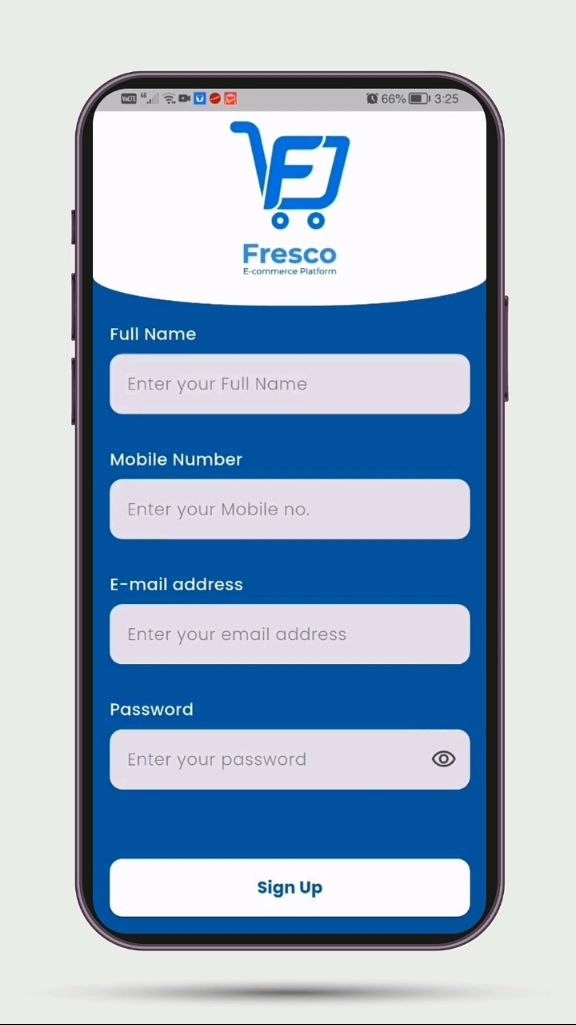 VoLTE 66% 3:25
Fresco
E-commerce Platform
Full Name
Enter your Full Name
Mobile Number
Enter your Mobile no.
E-mail address
Enter your email address
Password
Enter your password
Sign Up